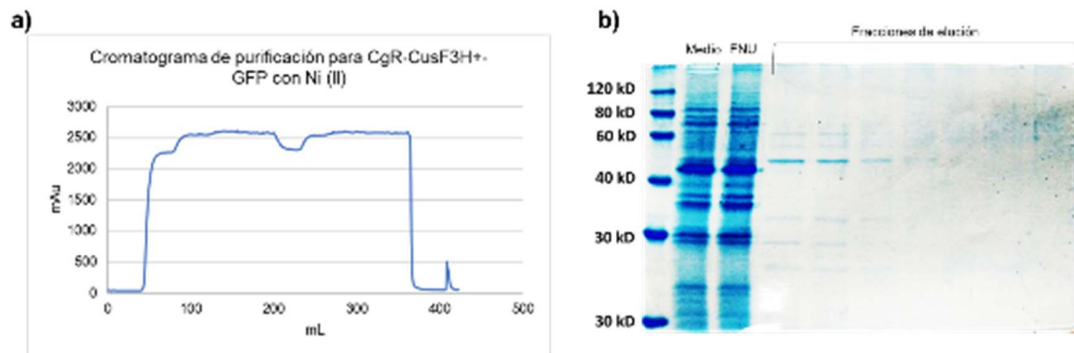 a)
Cromatograma de purificación para CgR-CusF3H+-
GFP con Ni (II)
3000
2500
2000
1500
1000
500
0
mAu
0 100 200 300 400 500
mL
b)
Fracciones de elución
Medio FNU
120 kD
80 kD
60 kD
40 kD
30 kD
30 kD